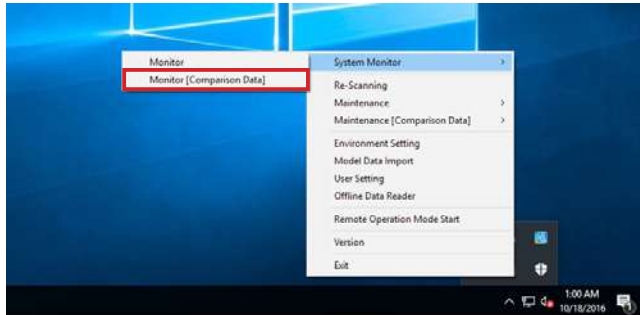 Monitor
Monitor [Comparison Data]
System Monitor
Re-Scanning
Maintenance
Maintenance [Comparison Data]
Environment Setting
Model Data Import
User Setting
Offline Data Reader
Remote Operation Mode Start
Version
Exit
1:00 AM
10/18/2016
1